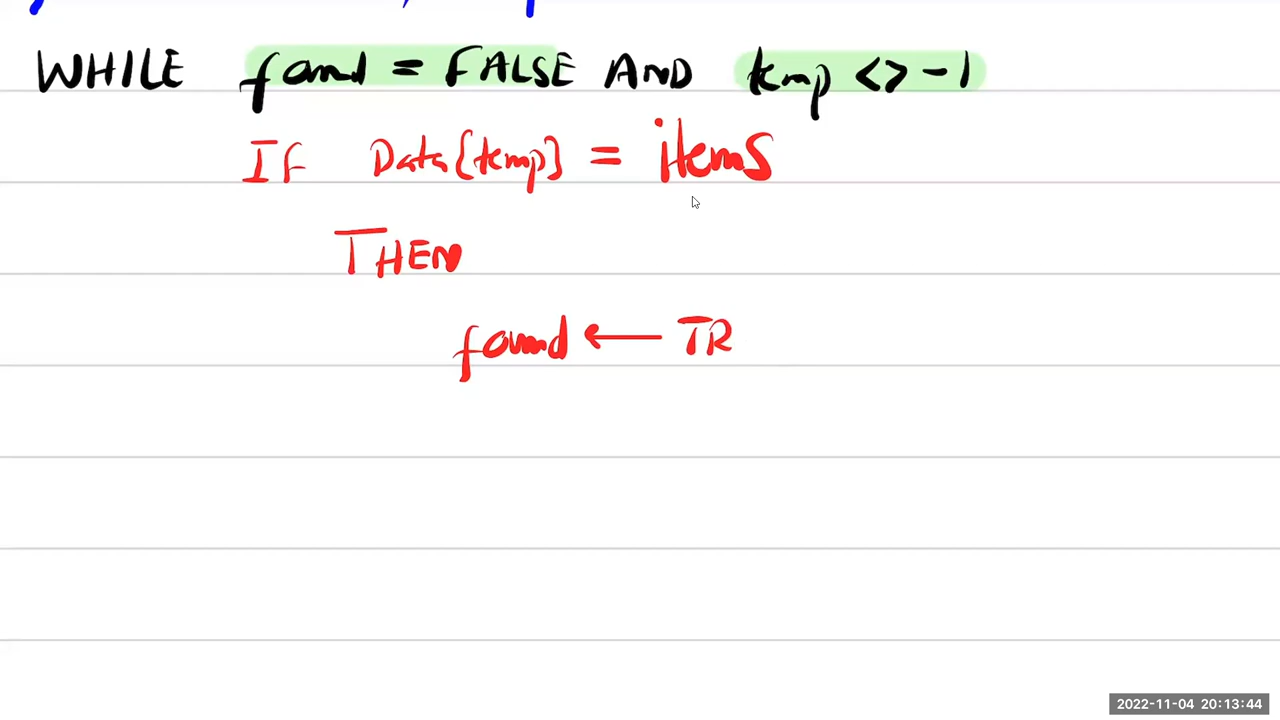 WHILE found = FALSE AND temp <> -1
If Data[temp] = items
THEN
found ← TR
2022-11-04 20:13:44